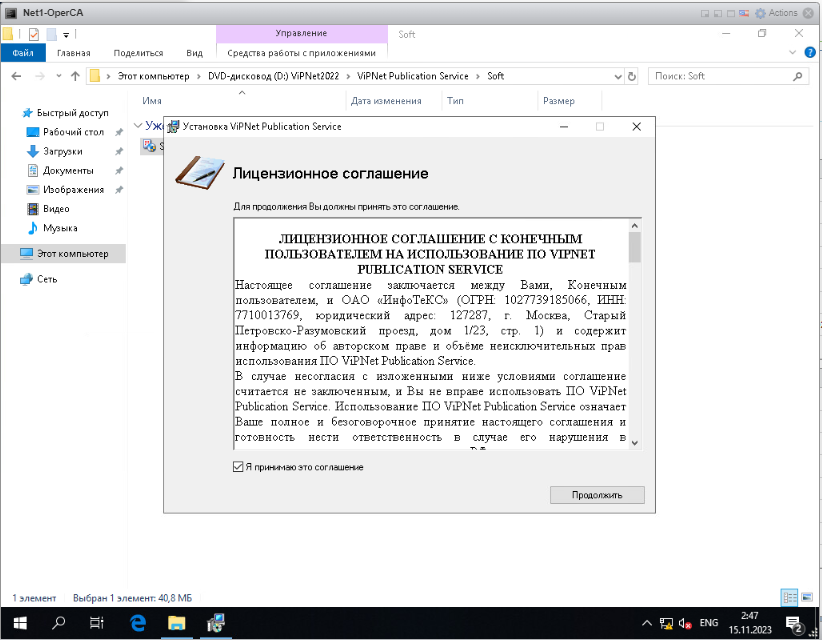 Net1-OperCA
Actions
Управление
Soft
Файл
Главная
Поделиться
Вид
Средства работы с приложениями
Этот компьютер
DVD-дисковод (D:) ViPNet2022
ViPNet Publication Service
Soft
Поиск: Soft
Имя
Дата изменения
Тип
Размер
Быстрый доступ
Рабочий стол
Загрузки
Документы
Изображения
Видео
Музыка
Этот компьютер
Сеть
Установка ViPNet Publication Service
Лицензионное соглашение
Для продолжения Вы должны принять это соглашение.
ЛИЦЕНЗИОННОЕ СОГЛАШЕНИЕ С КОНЕЧНЫМ
ПОЛЬЗОВАТЕЛЕМ НА ИСПОЛЬЗОВАНИЕ ПО VIPNET
PUBLICATION SERVICE
Настоящее соглашение заключается между Вами, Конечным
пользователем, и ОАО «ИнфоТеКС» (ОГРН: 1027739185066, ИНН:
7710013769, юридический адрес: 127287, г. Москва, Старый
Петровско-Разумовский проезд, дом 1/23, стр. 1) и содержит
информацию об авторском праве и объёме неисключительных прав
использования ПО ViPNet Publication Service.
В случае несогласия с изложенными ниже условиями соглашение
считается не заключенным, и Вы не вправе использовать ПО ViPNet
Publication Service. Использование ПО ViPNet Publication Service означает
Ваше полное и безоговорочное принятие настоящего соглашения и
готовность нести ответственность в случае его нарушения в
Я принимаю это соглашение
Продолжить
1 элемент
Выбран 1 элемент: 40,8 МБ
ENG
2:47
15.11.2023
2